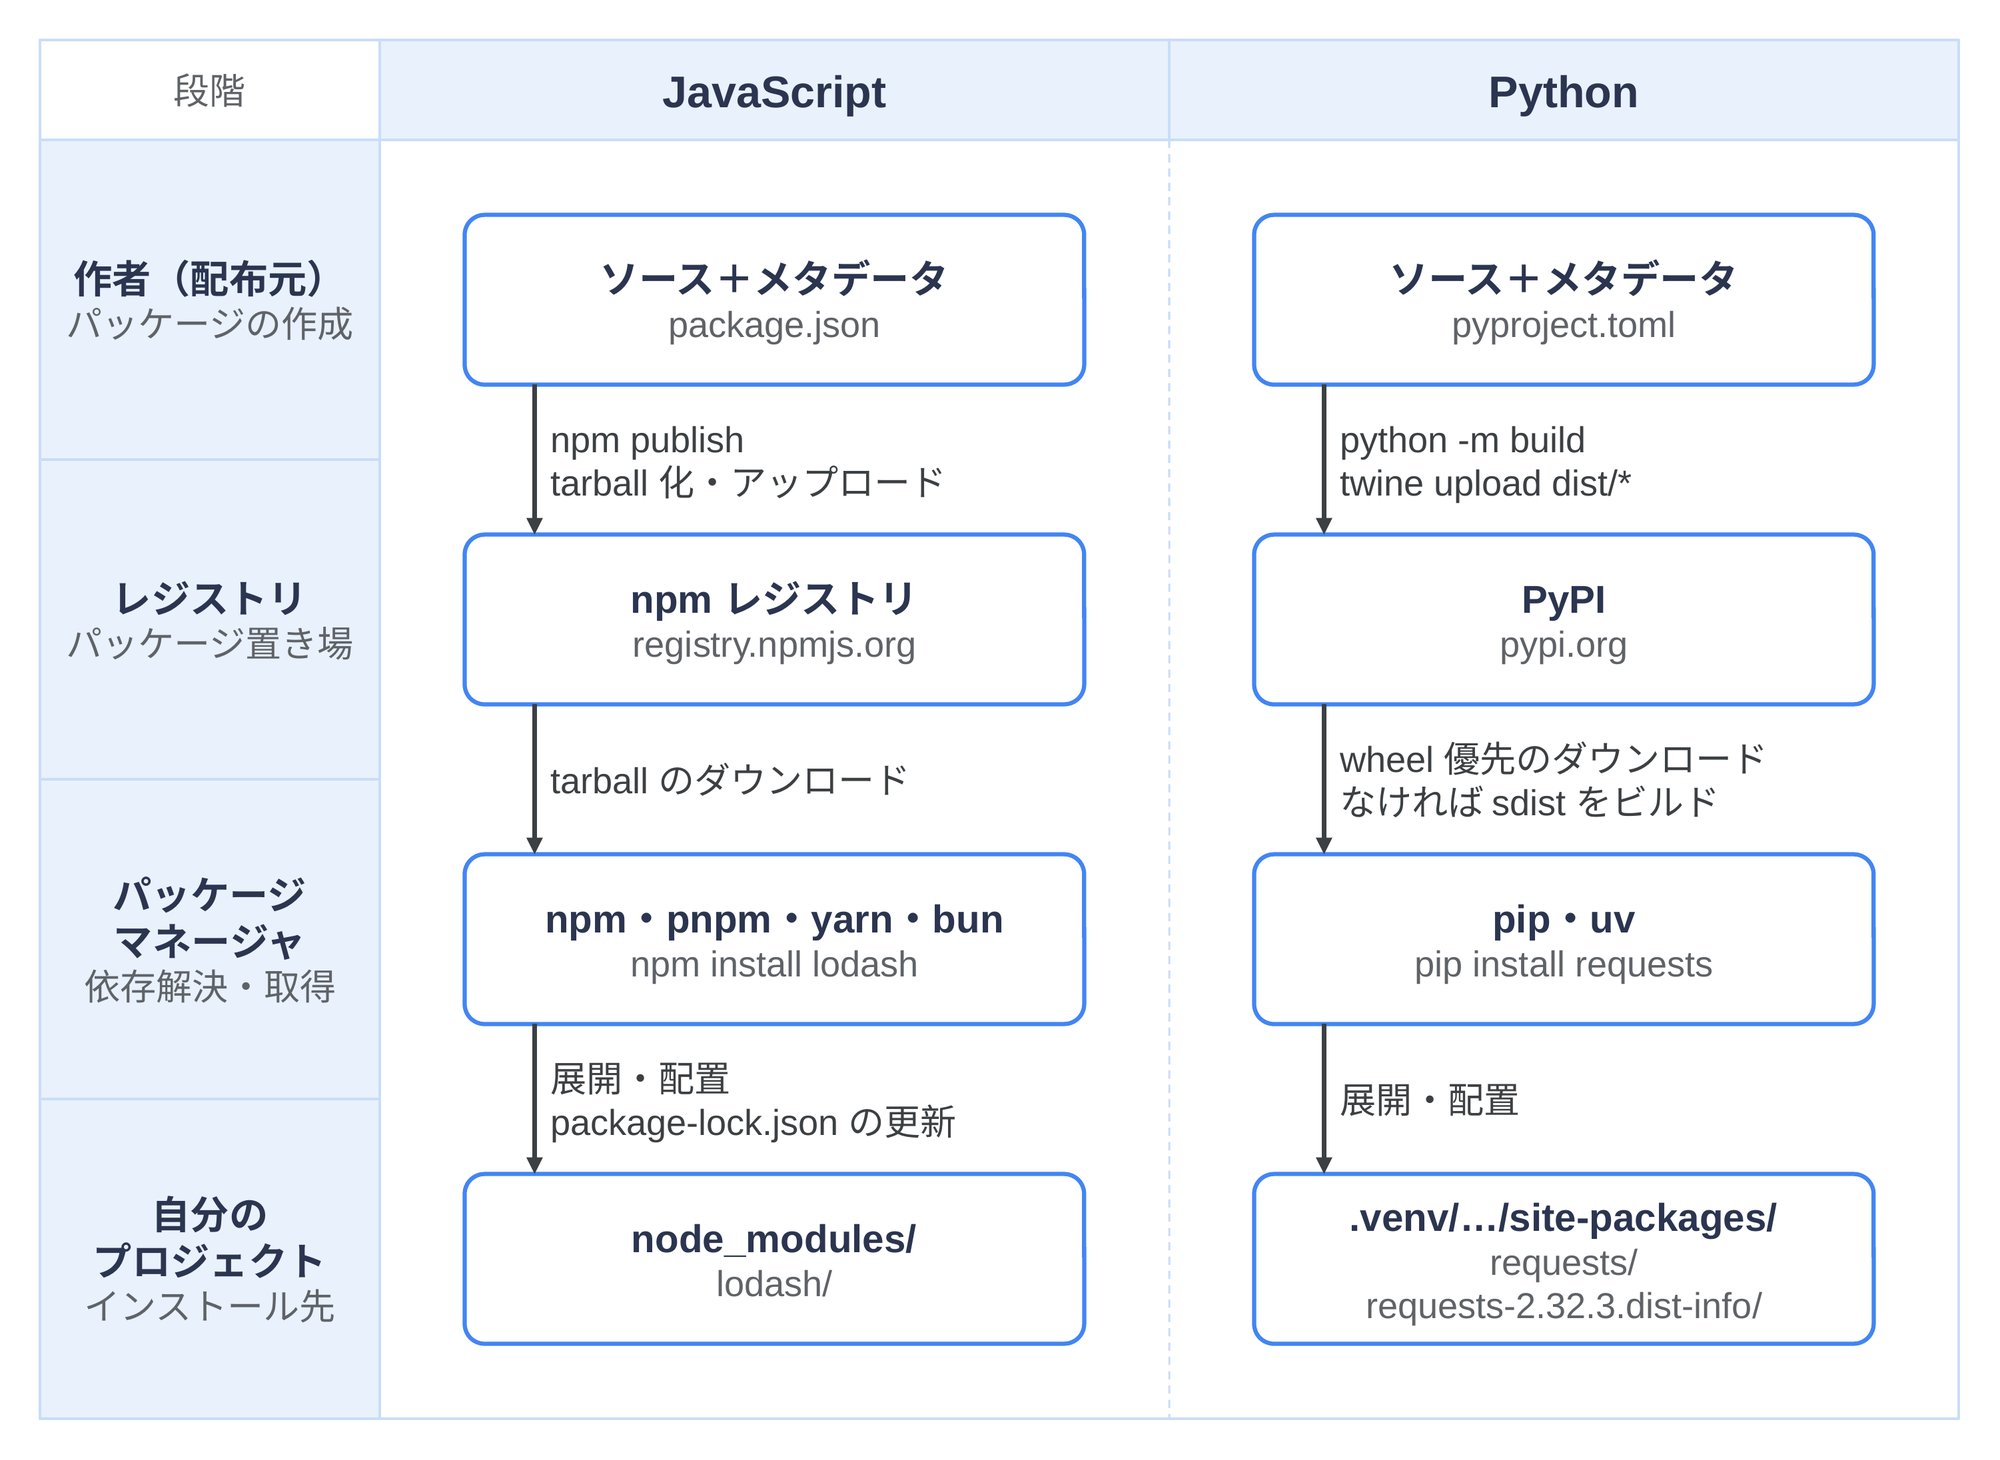 段階
JavaScript
Python
作者（配布元）
パッケージの作成
ソース＋メタデータ
package.json
ソース＋メタデータ
pyproject.toml
npm publish
tarball 化・アップロード
python -m build
twine upload dist/*
レジストリ
パッケージ置き場
npm レジストリ
registry.npmjs.org
PyPI
pypi.org
tarball のダウンロード
wheel 優先のダウンロード
なければ sdist をビルド
パッケージ
マネージャ
依存解決・取得
npm・pnpm・yarn・bun
npm install lodash
pip・uv
pip install requests
展開・配置
package-lock.json の更新
展開・配置
自分の
プロジェクト
インストール先
node_modules/
lodash/
.venv/…/site-packages/
requests/
requests-2.32.3.dist-info/